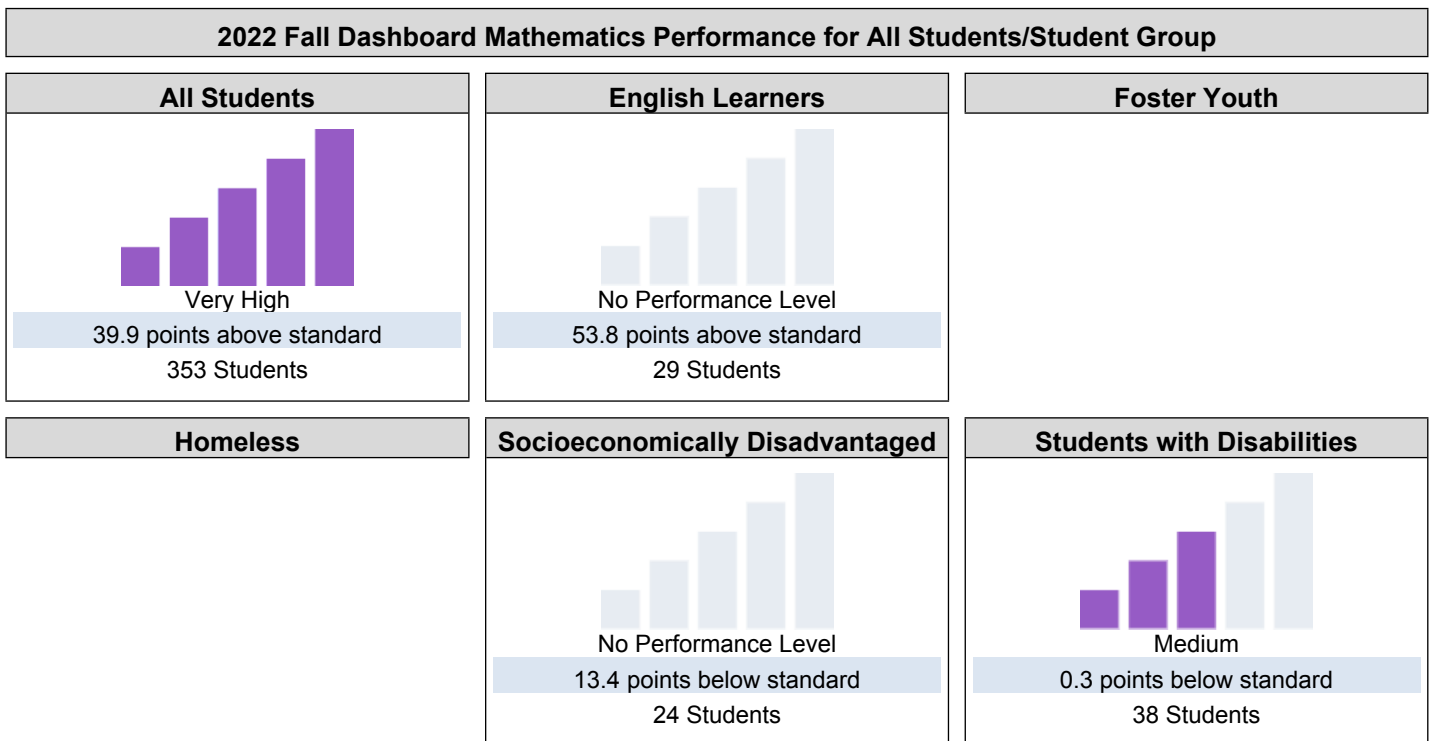 2022 Fall Dashboard Mathematics Performance for All Students/Student Group
All Students
Very High
39.9 points above standard
353 Students
English Learners
No Performance Level
53.8 points above standard
29 Students
Foster Youth
Homeless
Socioeconomically Disadvantaged
No Performance Level
13.4 points below standard
24 Students
Students with Disabilities
Medium
0.3 points below standard
38 Students